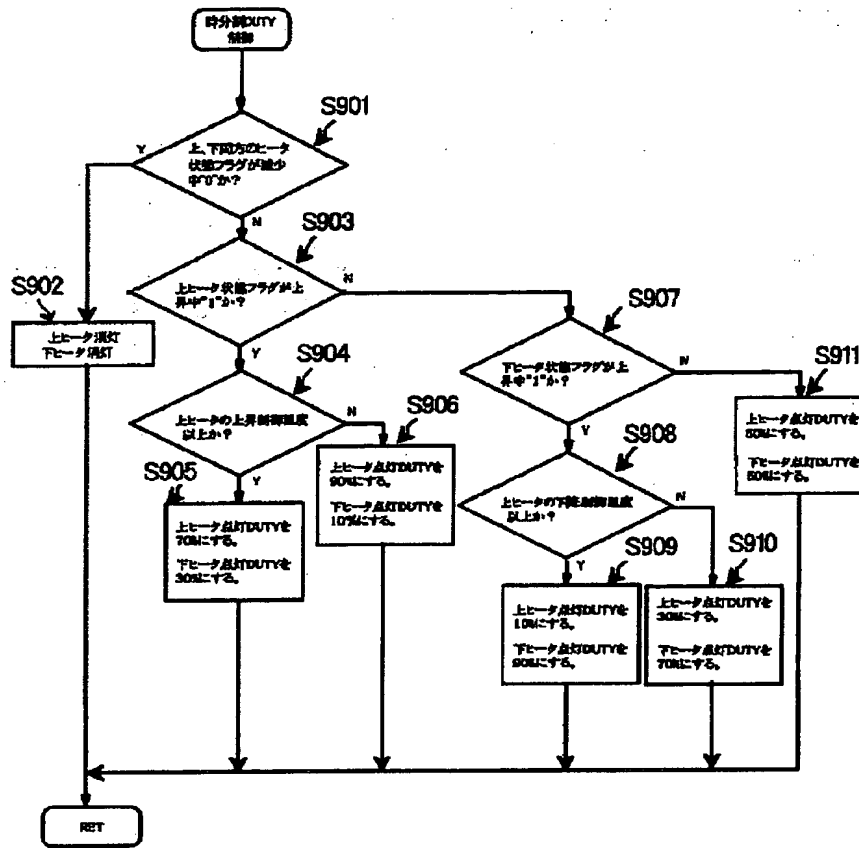 時分割DUTY
制御
S901
Y
上、下両方のヒータ
状態フラグが減少
中"0"か?
N
S903
上ヒータ状態フラグが上
昇中"1"か?
N
S902
上ヒータ消灯
下ヒータ消灯
Y
S904
上ヒータの上昇制御温度
以上か?
N
S906
上ヒータ点灯DUTYを
90%にする。
下ヒータ点灯DUTYを
10%にする。
S905
Y
上ヒータ点灯DUTYを
70%にする。
下ヒータ点灯DUTYを
30%にする。
S907
下ヒータ状態フラグが上
昇中"1"か?
N
S911
上ヒータ点灯DUTYを
50%にする。
下ヒータ点灯DUTYを
50%にする。
Y
S908
上ヒータの下降制御温度
以上か?
N
Y
S909
上ヒータ点灯DUTYを
10%にする。
下ヒータ点灯DUTYを
90%にする。
S910
上ヒータ点灯DUTYを
30%にする。
下ヒータ点灯DUTYを
70%にする。
RET